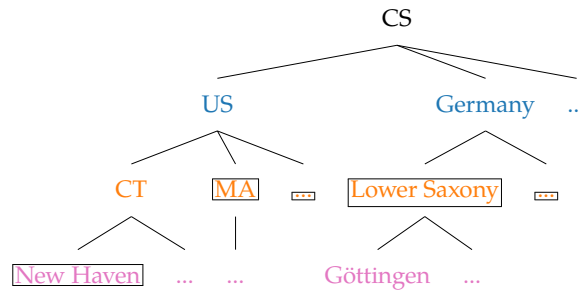 CS
US Germany ..
CT MA ... Lower Saxony ...
New Haven ... ... Göttingen ...